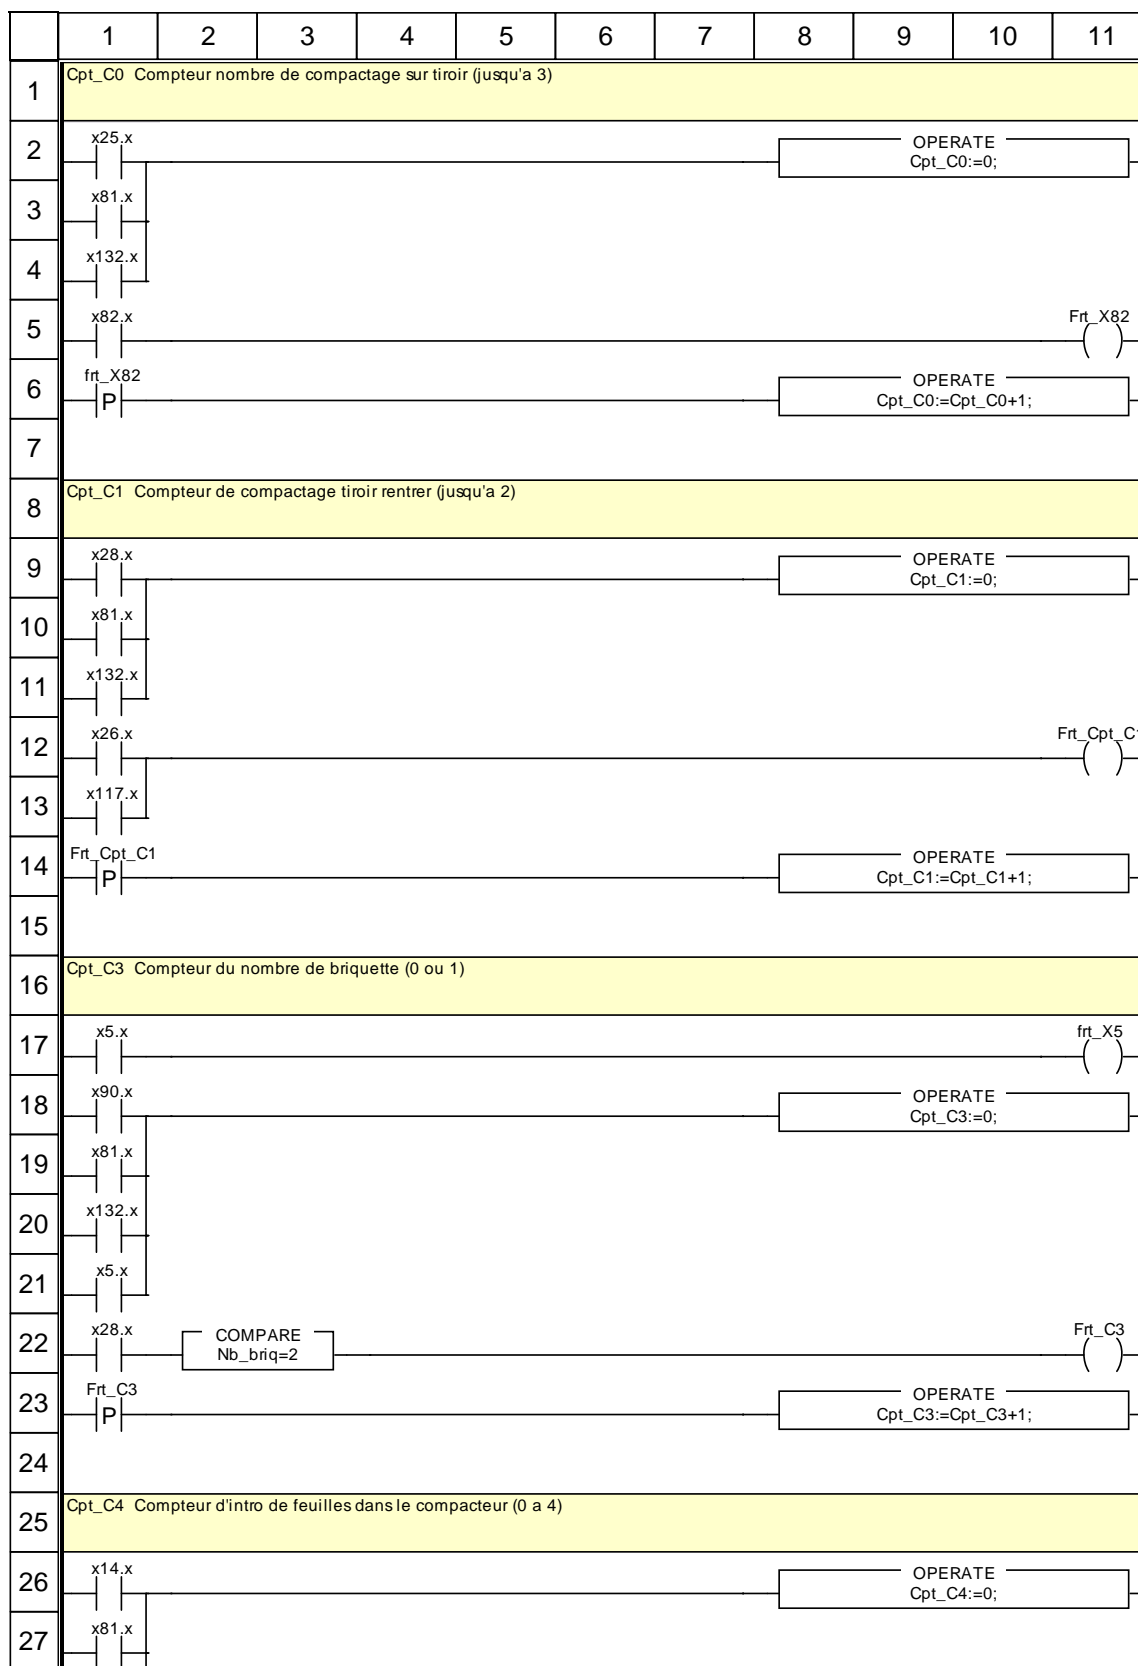 1 2 3 4 5 6 7 8 9 10 11
1 Cpt_C0 Compteur nombre de compactage sur tiroir (jusqu'a 3)
2 x25.x OPERATE
Cpt_C0:=0;
3 x81.x
4 x132.x
5 x82.x Frt_X82
6 frt_X82 OPERATE
P Cpt_C0:=Cpt_C0+1;
7
8 Cpt_C1 Compteur de compactage tiroir rentrer (jusqu'a 2)
9 x28.x OPERATE
Cpt_C1:=0;
10 x81.x
11 x132.x
12 x26.x Frt_Cpt_C1
13 x117.x
14 Frt_Cpt_C1 OPERATE
P Cpt_C1:=Cpt_C1+1;
15
16 Cpt_C3 Compteur du nombre de briquette (0 ou 1)
17 x5.x frt_X5
18 x90.x OPERATE
Cpt_C3:=0;
19 x81.x
20 x132.x
21 x5.x
22 x28.x COMPARE Frt_C3
Nb_briq=2
23 Frt_C3 OPERATE
P Cpt_C3:=Cpt_C3+1;
24
25 Cpt_C4 Compteur d'intro de feuilles dans le compacteur (0 a 4)
26 x14.x OPERATE
Cpt_C4:=0;
27 x81.x